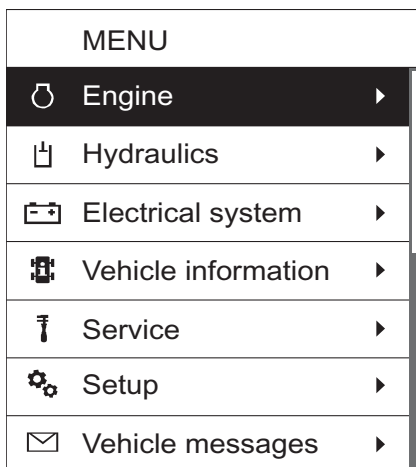 MENU
Engine
Hydraulics
Electrical system
Vehicle information
Service
Setup
Vehicle messages